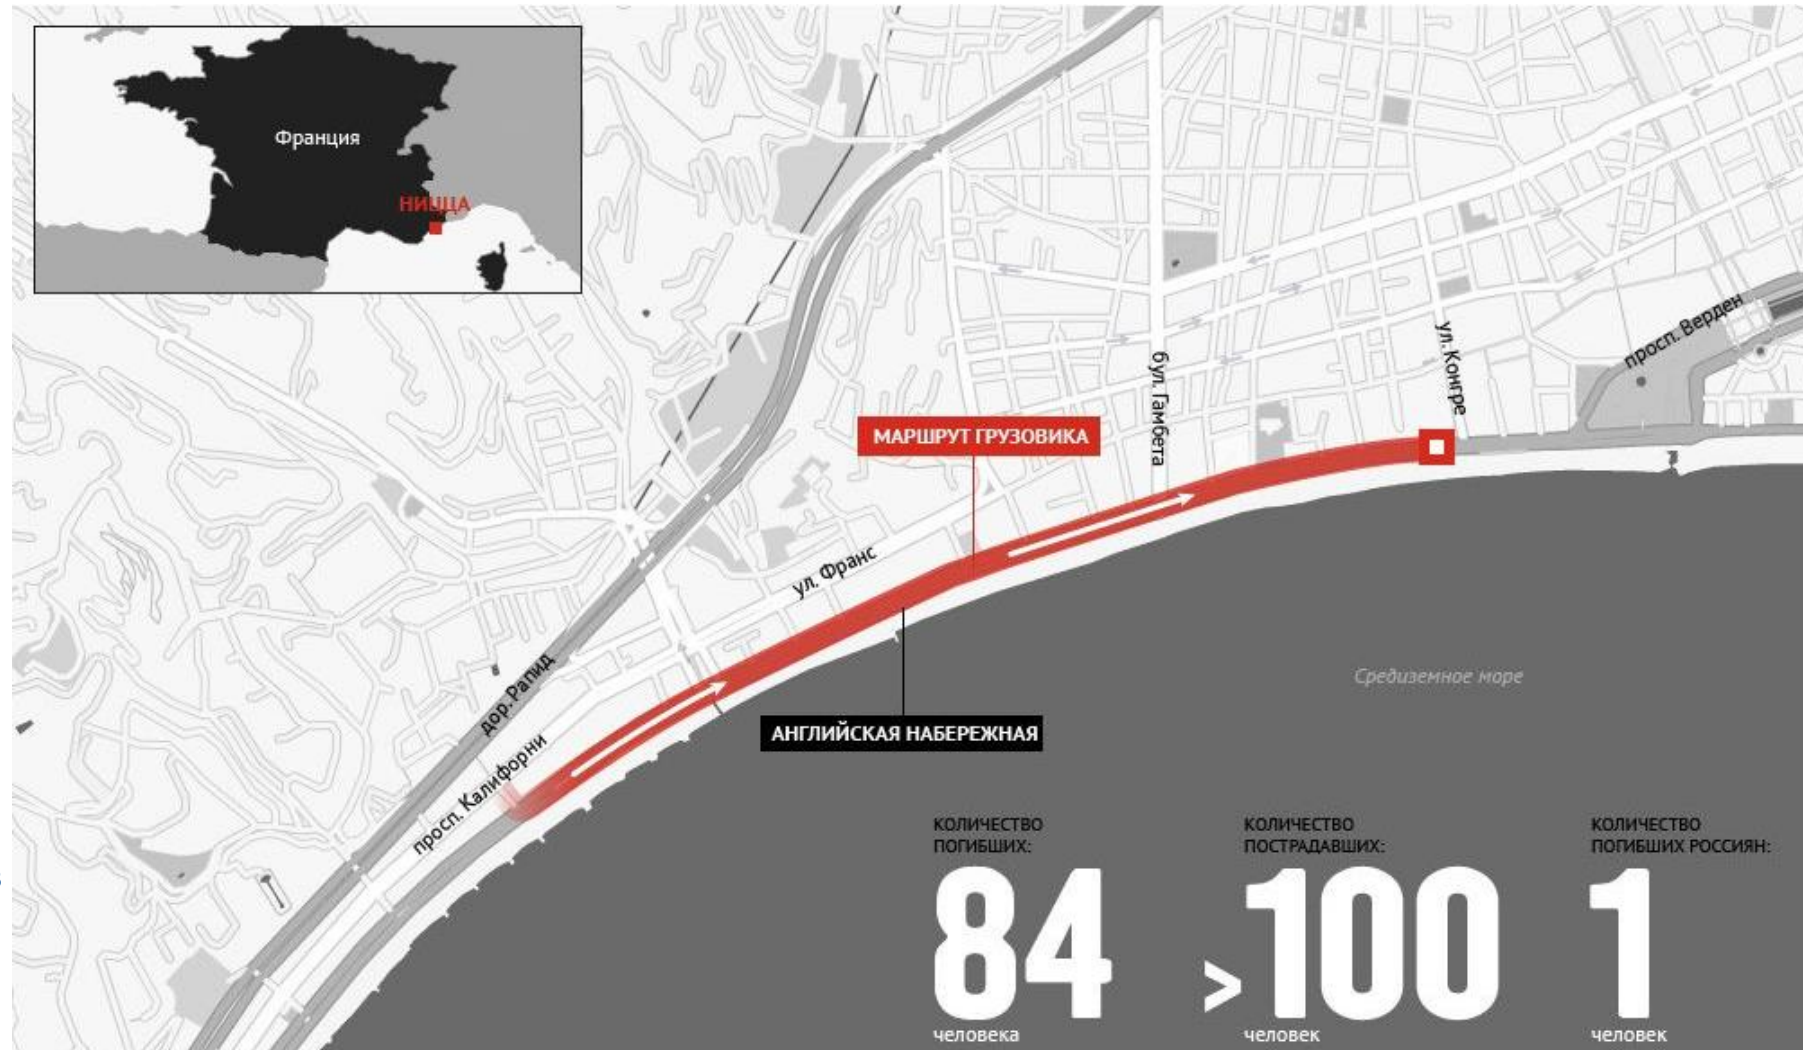 Франция
НИЦЦА
просп. Верден
ул. Конгре
бул. Гамбета
МАРШРУТ ГРУЗОВИКА
ул. Франс
дор. Рапид
просп. Калифорни
АНГЛИЙСКАЯ НАБЕРЕЖНАЯ
Средиземное море
КОЛИЧЕСТВО
ПОГИБШИХ:
84
человека
КОЛИЧЕСТВО
ПОСТРАДАВШИХ:
>100
человек
КОЛИЧЕСТВО
ПОГИБШИХ РОССИЯН:
1
человек